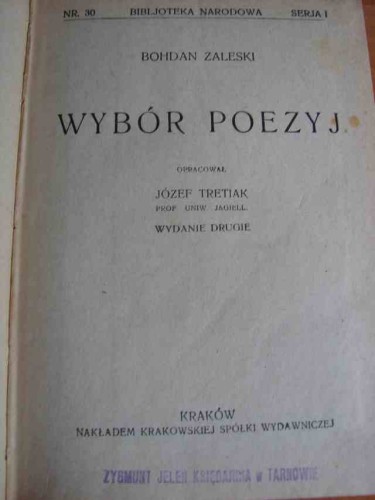 NR. 30 BIBLJOTEKA NARODOWA SERJA I
BOHDAN ZALESKI
WYBÓR POEZYJ
OPRACOWAŁ
JÓZEF TRETIAK
PROF. UNIW. JAGIELL.
WYDANIE DRUGIE
KRAKÓW
NAKŁADEM KRAKOWSKIEJ SPÓŁKI WYDAWNICZEJ
ZYGMUNT JELEŃ KSIĘGARNIA w TARNOWIE